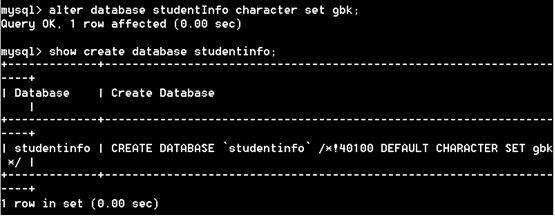 mysql> alter database studentInfo character set gbk;
Query OK, 1 row affected (0.00 sec)
mysql> show create database studentinfo;
+-------------+--------------------------------------------------------------
----+
| Database    | Create Database
    |
+-------------+--------------------------------------------------------------
----+
| studentinfo | CREATE DATABASE `studentinfo` /*!40100 DEFAULT CHARACTER SET gbk
 */ |
+-------------+--------------------------------------------------------------
----+
1 row in set (0.00 sec)